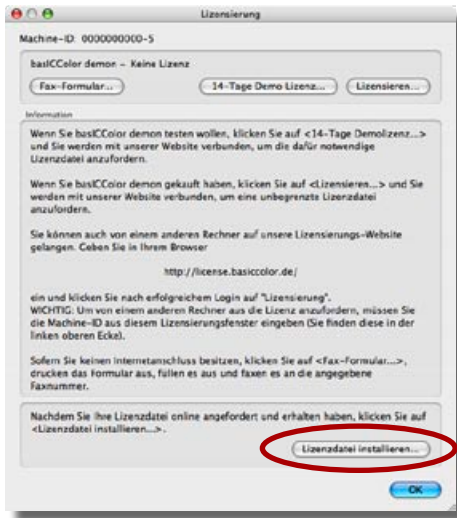 Lizensierung
Machine-ID: 0000000000-5
basICColor demon – Keine Lizenz
Fax-Formular...
14-Tage Demo Lizenz...
Lizensieren...
Information
Wenn Sie basICColor demon testen wollen, klicken Sie auf <14-Tage Demolizenz...>
und Sie werden mit unserer Website verbunden, um die dafür notwendige
Lizenzdatei anzufordern.
Wenn Sie basICColor demon gekauft haben, klicken Sie auf <Lizensieren...> und Sie
werden mit unserer Website verbunden, um eine unbegrenzte Lizenzdatei
anzufordern.
Sie können auch von einem anderen Rechner auf unsere Lizensierungs-Website
gelangen. Geben Sie in Ihrem Browser
http://license.basiccolor.de/
ein und klicken Sie nach erfolgreichem Login auf "Lizensierung".
WICHTIG: Um von einem anderen Rechner aus die Lizenz anzufordern, müssen Sie
die Machine-ID aus diesem Lizensierungsfenster eingeben (Sie finden diese in der
linken oberen Ecke).
Sofern Sie keinen Internetanschluss besitzen, klicken Sie auf <Fax-Formular...>,
drucken das Formular aus, füllen es aus und faxen es an die angegebene
Faxnummer.
Nachdem Sie Ihre Lizenzdatei online angefordert und erhalten haben, klicken Sie auf
<Lizenzdatei installieren...>.
Lizenzdatei installieren...
OK